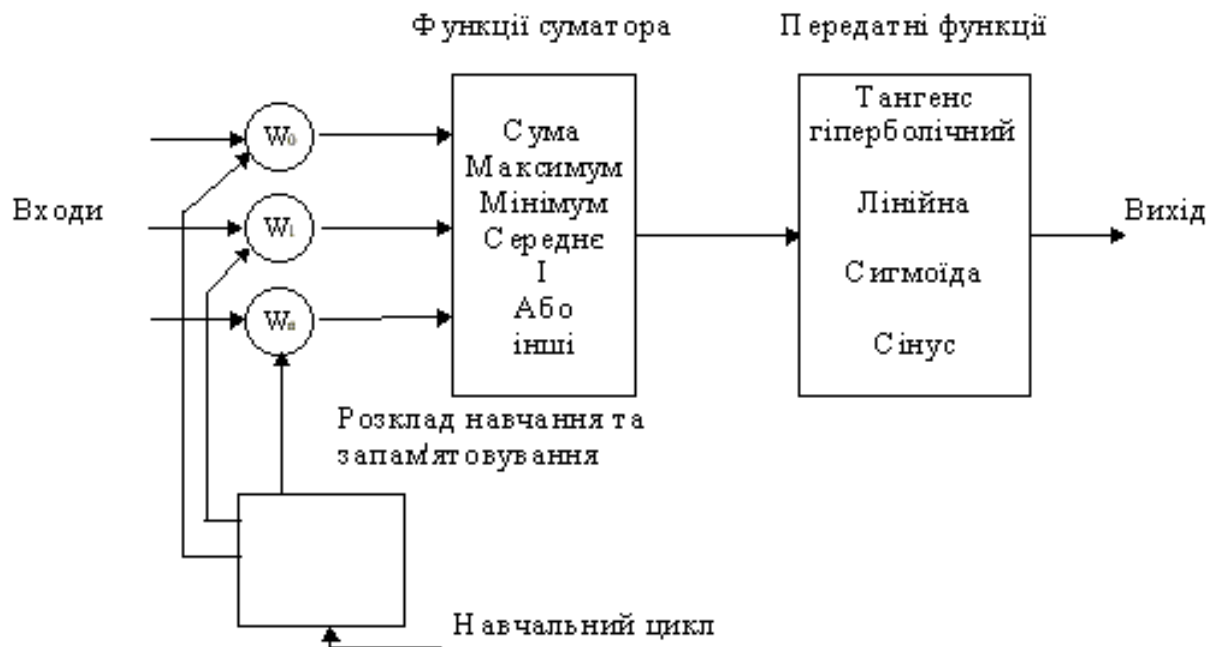 Функції суматора
Передатні функції
Входи
W₀
W₁
Wₙ
Сума
Максимум
Мінімум
Середнє
І
Або
інші
Тангенс
гіперболічний
Лінійна
Сигмоїда
Сінус
Вихід
Розклад навчання та
запам'ятовування
Навчальний цикл